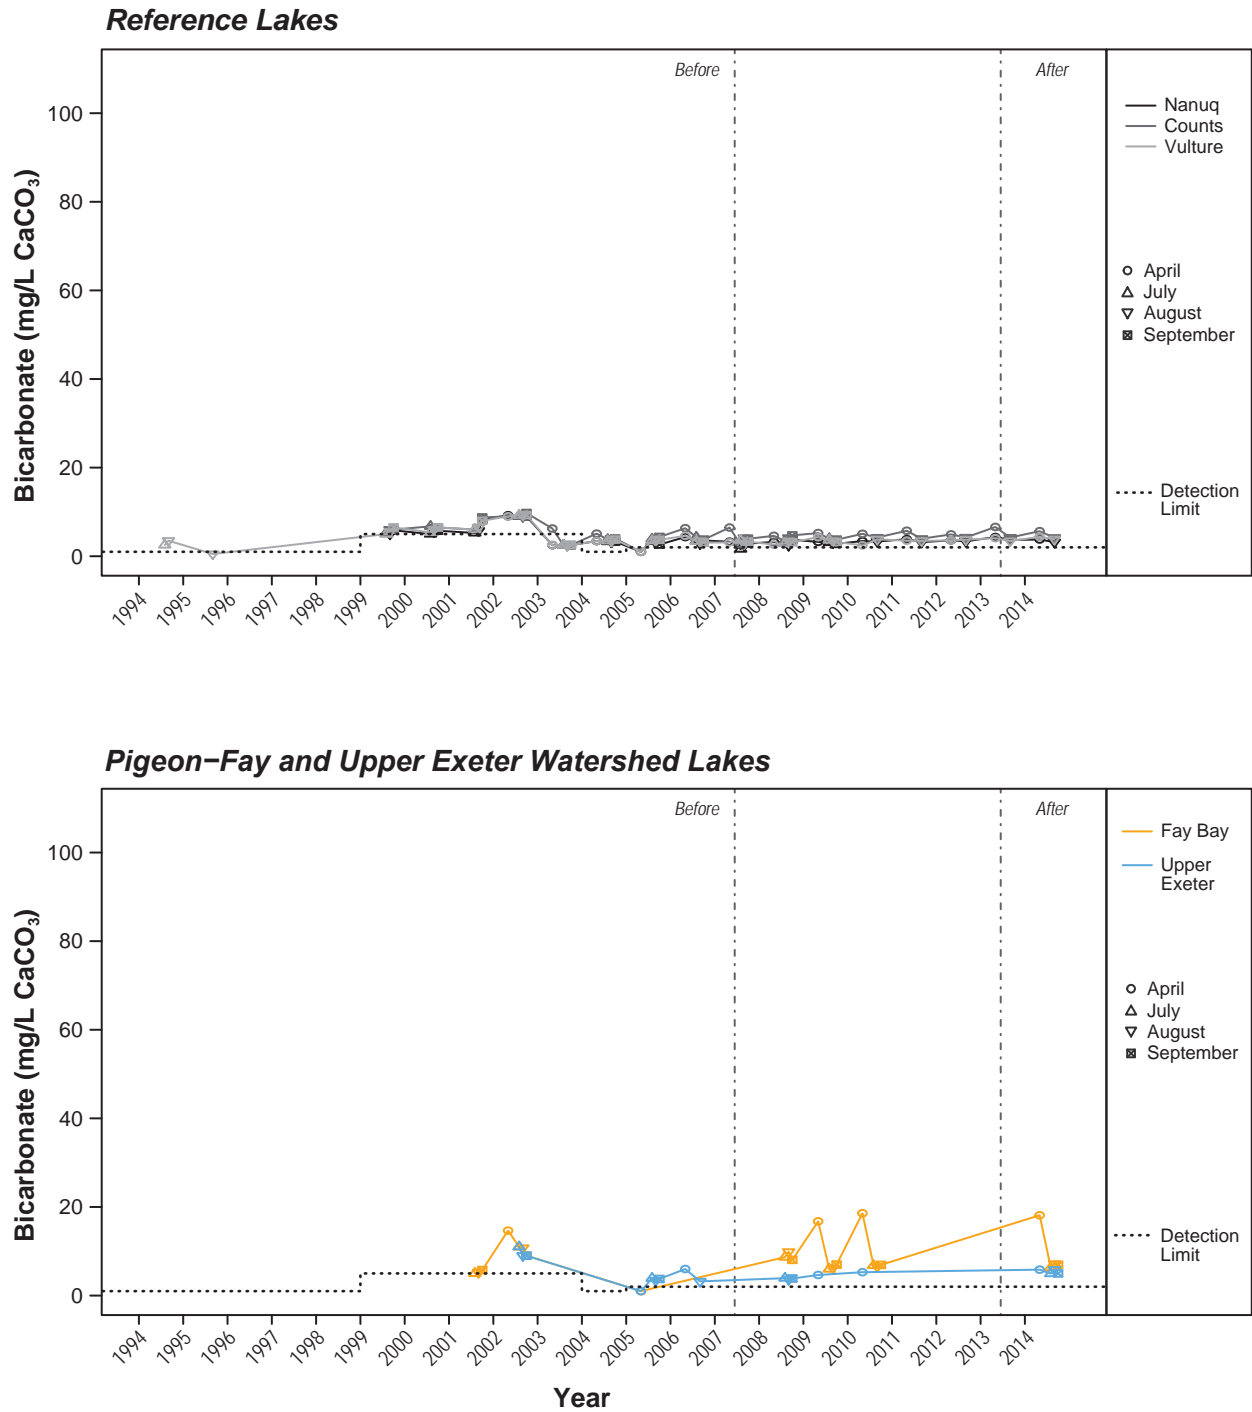 Reference Lakes
Before
After
Bicarbonate (mg/L CaCO₃)
100
80
60
40
20
0
1994
1995
1996
1997
1998
1999
2000
2001
2002
2003
2004
2005
2006
2007
2008
2009
2010
2011
2012
2013
2014
Nanuq
Counts
Vulture
April
July
August
September
Detection
Limit
Pigeon−Fay and Upper Exeter Watershed Lakes
Before
After
Bicarbonate (mg/L CaCO₃)
100
80
60
40
20
0
1994
1995
1996
1997
1998
1999
2000
2001
2002
2003
2004
2005
2006
2007
2008
2009
2010
2011
2012
2013
2014
Year
Fay Bay
Upper
Exeter
April
July
August
September
Detection
Limit